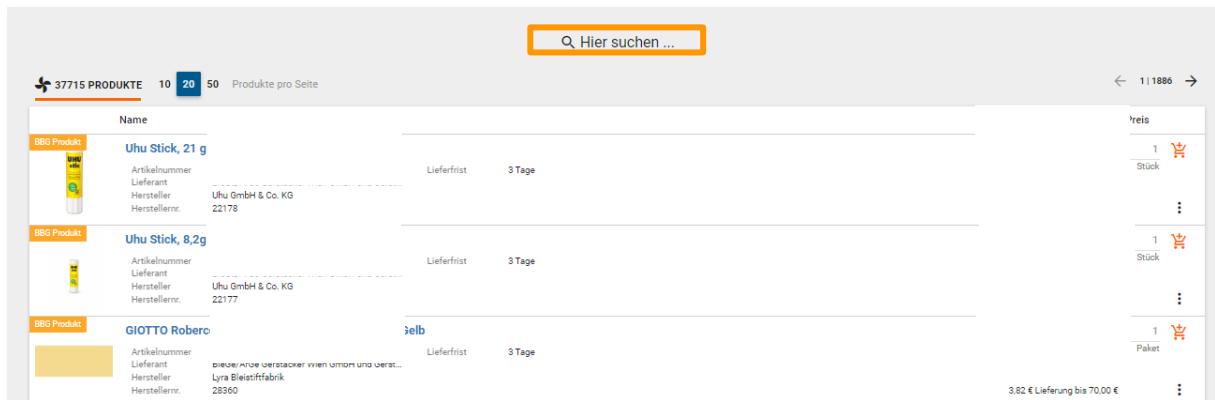 Hier suchen ...
37715 PRODUKTE 10 20 50 Produkte pro Seite 1|1886
Name Preis
BBG Produkt
Uhu Stick, 21 g
1
Artikelnummer Lieferfrist 3 Tage Stück
Lieferant
Hersteller Uhu GmbH & Co. KG
Herstellernr. 22178
BBG Produkt
Uhu Stick, 8,2g
1
Artikelnummer Lieferfrist 3 Tage Stück
Lieferant
Hersteller Uhu GmbH & Co. KG
Herstellernr. 22177
BBG Produkt
GIOTTO Roberc
1
Artikelnummer Lieferfrist 3 Tage Paket
Lieferant BIEGE/ARGE Gerstäcker Wien GmbH und Gerst...
Hersteller Lyra Bleistiftfabrik
Herstellernr. 28360 3,82 € Lieferung bis 70,00 €